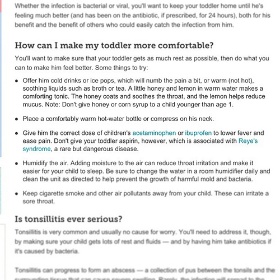 Whether the infection is bacterial or viral, you'll want to keep your toddler home until he's
feeling much better (and has been on the antibiotic, if prescribed, for 24 hours), both for his
benefit and the benefit of others who could easily catch the infection from him.
How can I make my toddler more comfortable?
You'll want to make sure that your toddler gets as much rest as possible, then do what you
can to make him feel better. Some things to try:
• Offer him cold drinks or ice pops, which will numb the pain a bit, or warm (not hot),
soothing liquids such as broth or tea. A little honey and lemon in warm water makes a
comforting tonic. The honey coats and soothes the throat, and the lemon helps reduce
mucus. Note: Don't give honey or corn syrup to a child younger than age 1.
• Place a comfortably warm hot-water bottle or compress on his neck.
• Give him the correct dose of children's acetaminophen or ibuprofen to lower fever and
ease pain. Don't give your toddler aspirin, however, which is associated with Reye's
syndrome, a rare but dangerous disease.
• Humidify the air. Adding moisture to the air can reduce throat irritation and make it
easier for your child to sleep. Be sure to change the water in a room humidifier daily and
clean the unit as directed to help prevent the growth of harmful mold and bacteria.
• Keep cigarette smoke and other air pollutants away from your child. These can irritate a
sore throat.
Is tonsillitis ever serious?
Tonsillitis is very common and usually no cause for worry. You'll need to address it, though,
by making sure your child gets lots of rest and fluids — and by having him take antibiotics if
it's caused by bacteria.
Tonsillitis can progress to form an abscess — a collection of pus between the tonsils and the